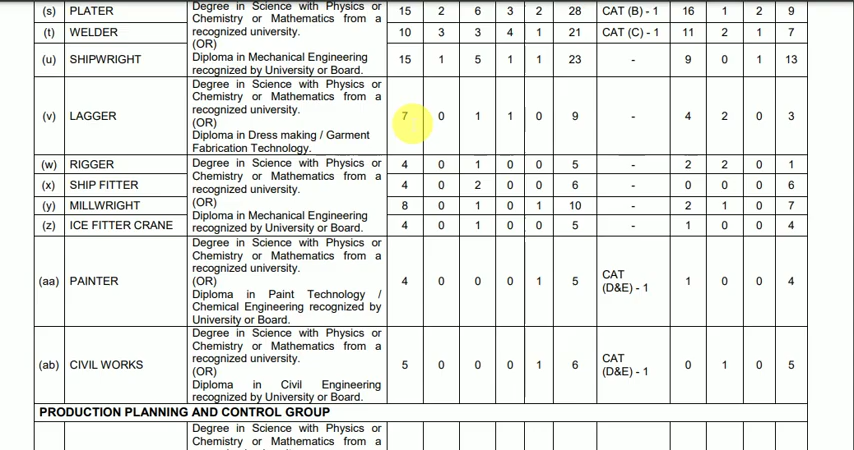 (s) PLATER Degree in Science with Physics or 15 2 6 3 2 28 CAT (B) - 1 16 1 2 9
Chemistry or Mathematics from a
(t) WELDER recognized university. 10 3 3 4 1 21 CAT (C) - 1 11 2 1 7
(OR)
(u) SHIPWRIGHT Diploma in Mechanical Engineering 15 1 5 1 1 23 - 9 0 1 13
recognized by University or Board.
Degree in Science with Physics or
Chemistry or Mathematics from a
recognized university.
(v) LAGGER (OR) 7 0 1 1 0 9 - 4 2 0 3
Diploma in Dress making / Garment
Fabrication Technology.
(w) RIGGER Degree in Science with Physics or 4 0 1 0 0 5 - 2 2 0 1
Chemistry or Mathematics from a
(x) SHIP FITTER recognized university. 4 0 2 0 0 6 - 0 0 0 6
(y) MILLWRIGHT (OR) 8 0 1 0 1 10 - 2 1 0 7
Diploma in Mechanical Engineering
(z) ICE FITTER CRANE recognized by University or Board. 4 0 1 0 0 5 - 1 0 0 4
Degree in Science with Physics or
Chemistry or Mathematics from a
recognized university.
(aa) PAINTER (OR) 4 0 0 0 1 5 CAT (D&E) - 1 1 0 0 4
Diploma in Paint Technology /
Chemical Engineering recognized by
University or Board.
Degree in Science with Physics or
Chemistry or Mathematics from a
recognized university.
(ab) CIVIL WORKS (OR) 5 0 0 0 1 6 CAT (D&E) - 1 0 1 0 5
Diploma in Civil Engineering
recognized by University or Board.
PRODUCTION PLANNING AND CONTROL GROUP
Degree in Science with Physics or
Chemistry or Mathematics from a